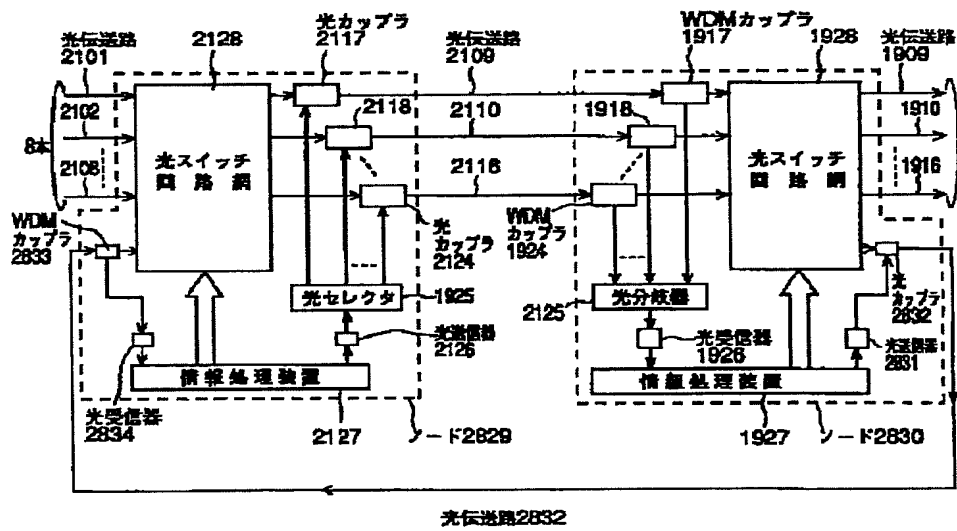 光伝送路
2101
2128
光カップラ
2117
光伝送路
2109
WDMカップラ
1917
1928
光伝送路
1909
8本
2102
2108
光スイッチ
回路網
2118
2110
1918
光スイッチ
回路網
1910
1916
2116
WDM
カップラ
2833
光
カップラ
2124
WDM
カップラ
1924
光
カップラ
2832
光セレクタ
1925
2125
光分岐器
光送信器
2126
光受信器
1926
光送信器
2831
情報処理装置
情報処理装置
光受信器
2834
2127
ノード2829
1927
ノード2830
光伝送路2832